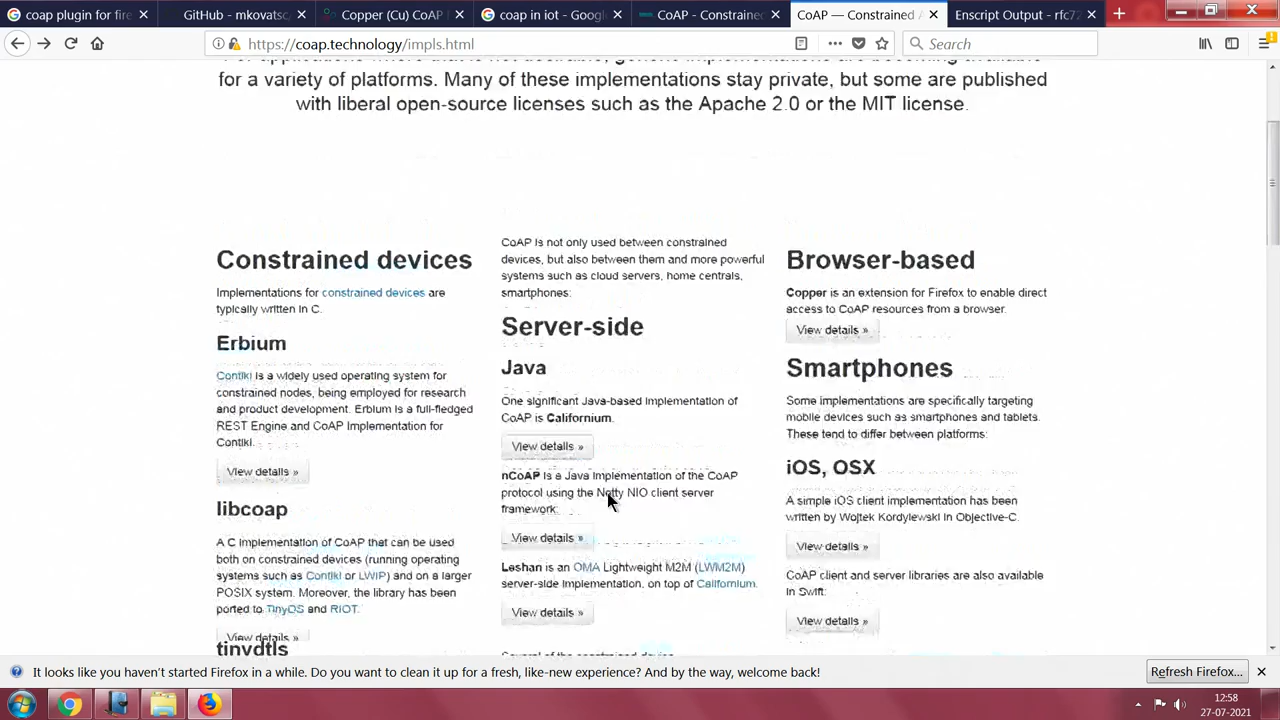 coap plugin for fire
GitHub - mkovatsc/
Copper (Cu) CoAP
coap in iot - Googl
CoAP - Constrained
CoAP — Constrained A
Enscript Output - rfc72
https://coap.technology/impls.html
Search
for a variety of platforms. Many of these implementations stay private, but some are published
with liberal open-source licenses such as the Apache 2.0 or the MIT license.
Constrained devices
Implementations for constrained devices are
typically written in C.
Erbium
Contiki is a widely used operating system for
constrained nodes, being employed for research
and product development. Erbium is a full-fledged
REST Engine and CoAP Implementation for
Contiki.
View details »
libcoap
A C implementation of CoAP that can be used
both on constrained devices (running operating
systems such as Contiki or LWIP) and on a larger
POSIX system. Moreover, the library has been
ported to TinyOS and RIOT.
View details »
tinydtls
CoAP is not only used between constrained
devices, but also between them and more powerful
systems such as cloud servers, home centrals,
smartphones:
Server-side
Java
One significant Java-based implementation of
CoAP is Californium.
View details »
nCoAP is a Java implementation of the CoAP
protocol using the Netty NIO client server
framework:
View details »
Leshan is an OMA Lightweight M2M (LWM2M)
server-side implementation, on top of Californium.
View details »
Several of the constrained device
Browser-based
Copper is an extension for Firefox to enable direct
access to CoAP resources from a browser.
View details »
Smartphones
Some implementations are specifically targeting
mobile devices such as smartphones and tablets.
These tend to differ between platforms:
iOS, OSX
A simple iOS client implementation has been
written by Wojtek Kordylewski in Objective-C.
View details »
CoAP client and server libraries are also available
in Swift:
View details »
It looks like you haven't started Firefox in a while. Do you want to clean it up for a fresh, like-new experience? And by the way, welcome back!
Refresh Firefox...
12:58
27-07-2021